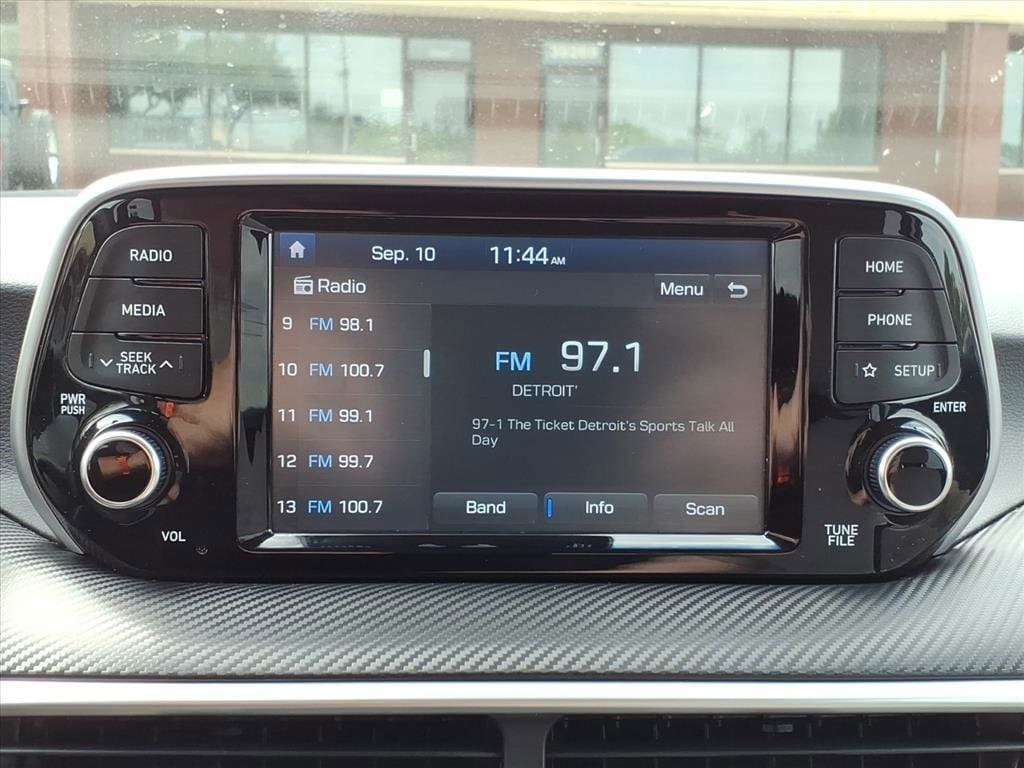 RADIO
MEDIA
SEEK
TRACK
PWR
PUSH
VOL
Sep. 10 11:44 AM
Radio
Menu
9 FM 98.1
10 FM 100.7
11 FM 99.1
12 FM 99.7
13 FM 100.7
FM 97.1
DETROIT'
97-1 The Ticket Detroit's Sports Talk All
Day
Band Info Scan
HOME
PHONE
SETUP
ENTER
TUNE
FILE